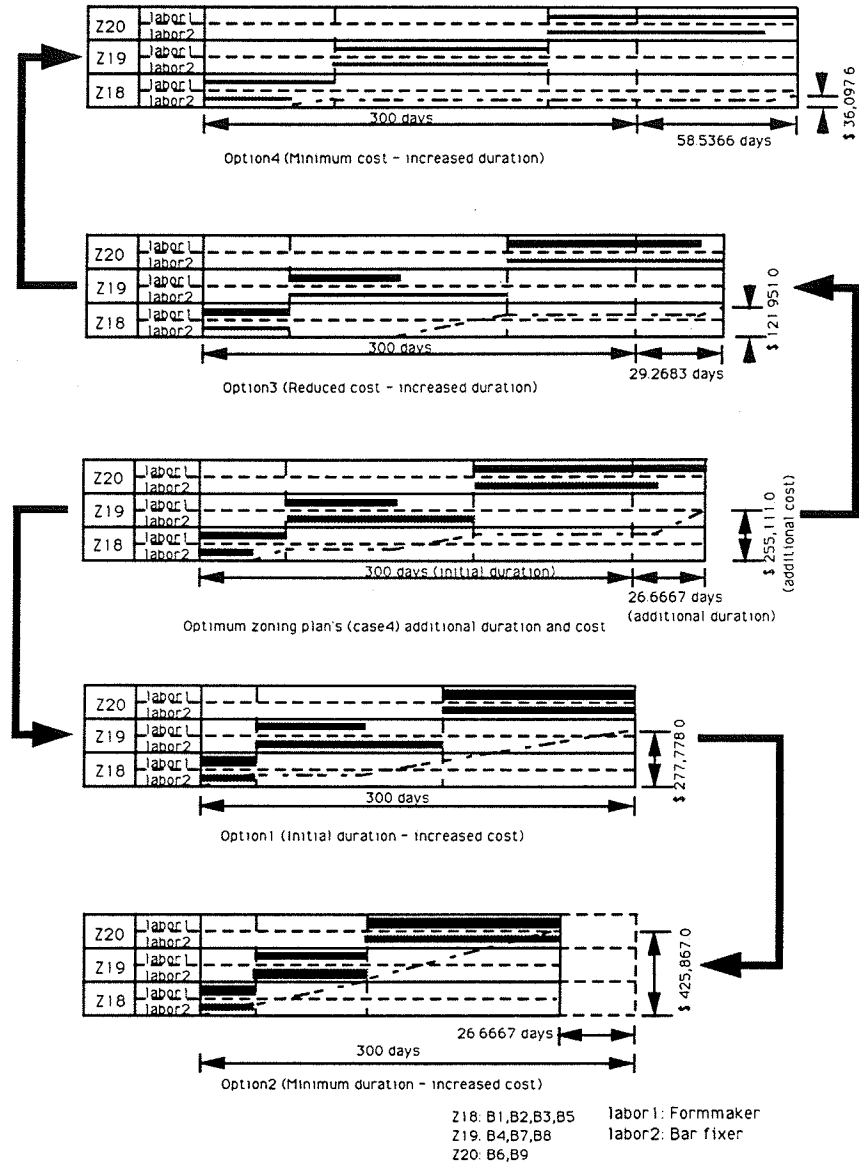 Z20 labor1
labor2
Z19 labor1
labor2
Z18 labor1
labor2
300 days
58.5366 days
$ 36,097.6
Option4 (Minimum cost - increased duration)
Z20 labor1
labor2
Z19 labor1
labor2
Z18 labor1
labor2
300 days
29.2683 days
$ 121,951.0
Option3 (Reduced cost - increased duration)
Z20 labor1
labor2
Z19 labor1
labor2
Z18 labor1
labor2
300 days (initial duration)
26.6667 days
(additional duration)
$ 255,111.0
(additional cost)
Optimum zoning plan's (case4) additional duration and cost
Z20 labor1
labor2
Z19 labor1
labor2
Z18 labor1
labor2
300 days
$ 277,778.0
Option1 (Initial duration - increased cost)
Z20 labor1
labor2
Z19 labor1
labor2
Z18 labor1
labor2
26.6667 days
300 days
$ 425,867.0
Option2 (Minimum duration - increased cost)
Z18: B1,B2,B3,B5
Z19: B4,B7,B8
Z20: B6,B9
labor1: Formmaker
labor2: Bar fixer